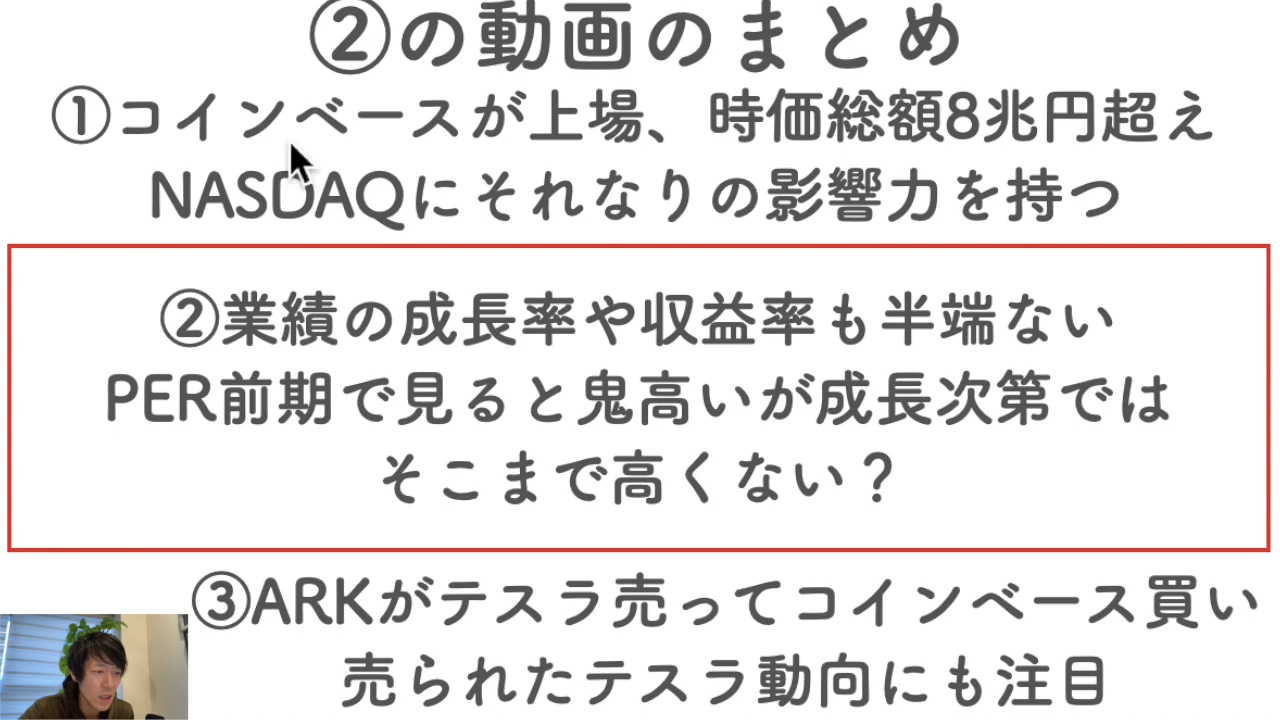 ②の動画のまとめ
①コインベースが上場、時価総額8兆円超え
NASDAQにそれなりの影響力を持つ
②業績の成長率や収益率も半端ない
PER前期で見ると鬼高いが成長次第では
そこまで高くない？
③ARKがテスラ売ってコインベース買い
売られたテスラ動向にも注目